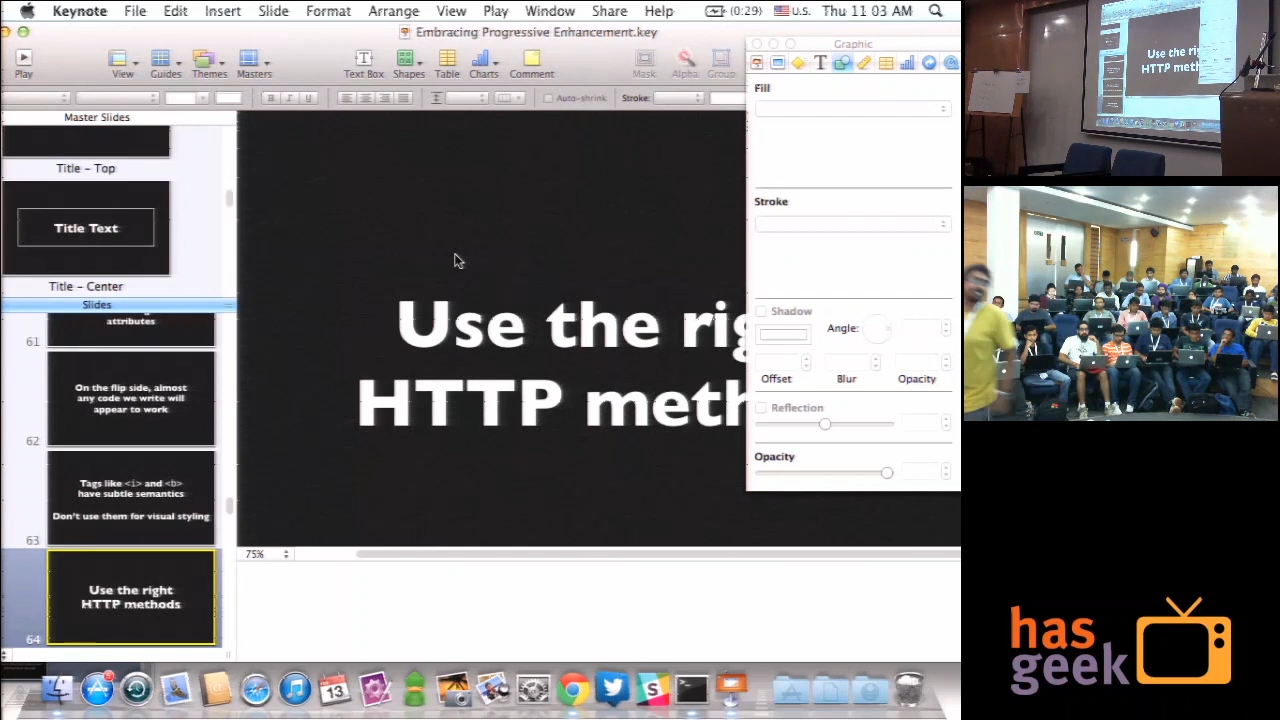 Keynote File Edit Insert Slide Format Arrange View Play Window Share Help (0:29) U.S. Thu 11 03 AM
Embracing Progressive Enhancement.key
Play View Guides Themes Masters Text Box Shapes Table Charts Comment Mask Alpha Group
B I U Auto-shrink Stroke:
Master Slides
Title - Top
Title Text
Title - Center
Slides
attributes
61
On the flip side, almost
any code we write will
appear to work
62
Tags like <i> and <b>
have subtle semantics
Don't use them for visual styling
63
Use the right
HTTP methods
64
Use the rig
HTTP meth
75%
Graphic
Fill
Stroke
Shadow
Angle:
Offset Blur Opacity
Reflection
Opacity
13
Use the ri
HTTP meth
has
geek